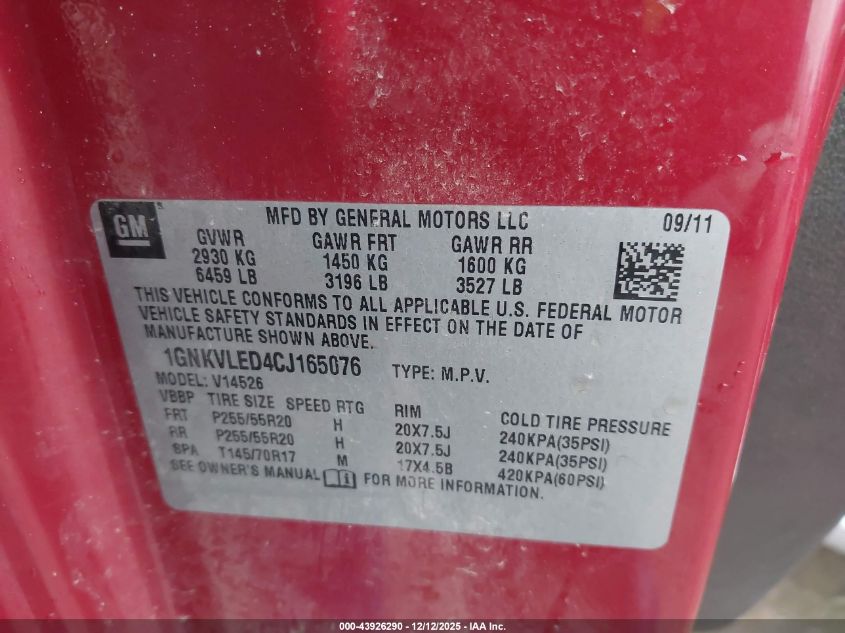 GM
MFD BY GENERAL MOTORS LLC 09/11
GVWR GAWR FRT GAWR RR
2930 KG 1450 KG 1600 KG
6459 LB 3196 LB 3527 LB
THIS VEHICLE CONFORMS TO ALL APPLICABLE U.S. FEDERAL MOTOR
VEHICLE SAFETY STANDARDS IN EFFECT ON THE DATE OF
MANUFACTURE SHOWN ABOVE.
1GNKVLED4CJ165076 TYPE: M.P.V.
MODEL: V14526
VBBP TIRE SIZE SPEED RTG RIM COLD TIRE PRESSURE
FRT P255/55R20 H 20X7.5J 240KPA(35PSI)
RR P255/55R20 H 20X7.5J 240KPA(35PSI)
SPA T145/70R17 M 17X4.5B 420KPA(60PSI)
SEE OWNER'S MANUAL FOR MORE INFORMATION.
000-43926290 - 12/12/2025 - IAA Inc.